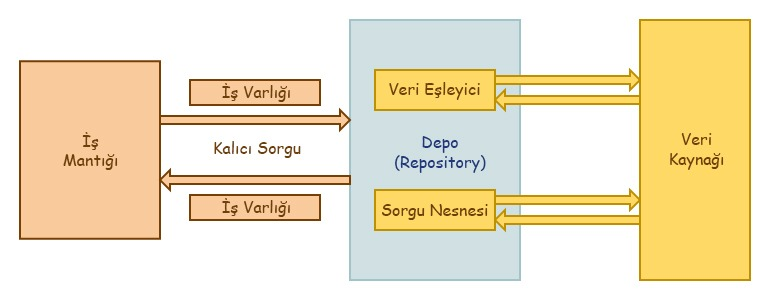 İş Varlığı
Veri Eşleyici
İş
Mantığı
Kalıcı Sorgu
Depo
(Repository)
Veri
Kaynağı
İş Varlığı
Sorgu Nesnesi